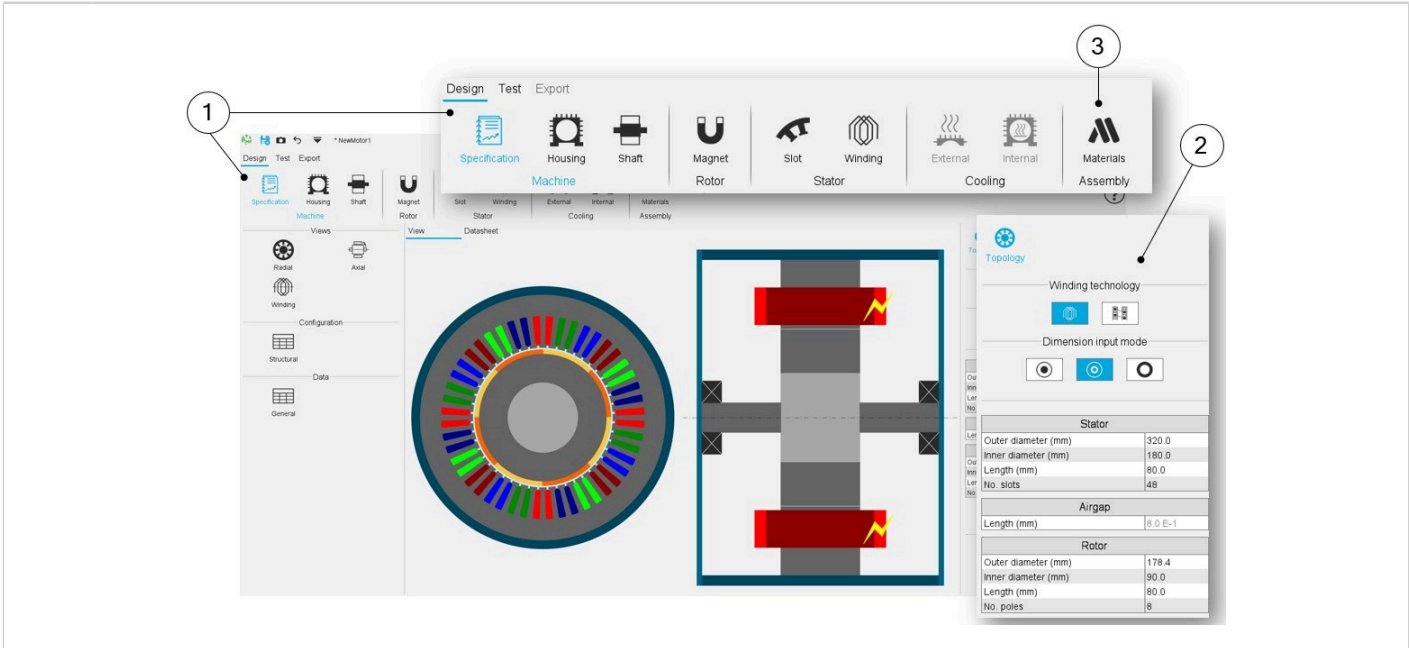 3
1
Design Test Export
Specification Housing Shaft Magnet Slot Winding External Internal Materials
Machine Rotor Stator Cooling Assembly
2
* NewMotor1
Design Test Export
Specification Housing Shaft Magnet Slot Winding External Internal Materials
Machine Rotor Stator Cooling Assembly
?
Views
Radial Axial
Winding
Configuration
Structural
Data
General
View Datasheet
Topology
Winding technology
Dimension input mode
Stator
Outer diameter (mm) 320.0
Inner diameter (mm) 180.0
Length (mm) 80.0
No. slots 48
Airgap
Length (mm) 8.0 E-1
Rotor
Outer diameter (mm) 178.4
Inner diameter (mm) 90.0
Length (mm) 80.0
No. poles 8